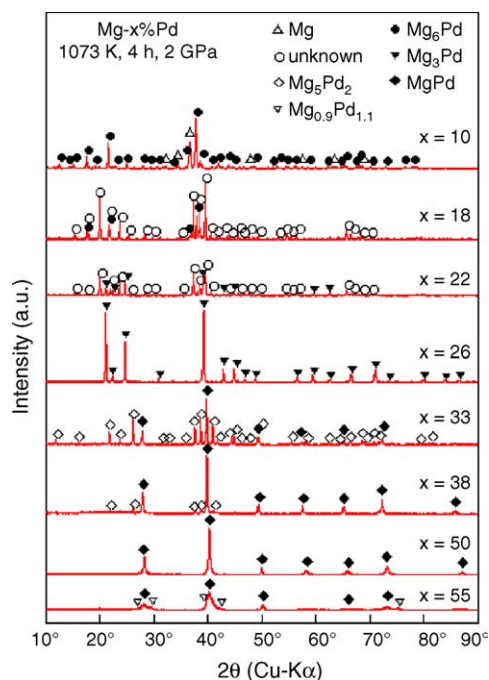 Mg-x%Pd
1073 K, 4 h, 2 GPa
Mg
unknown
Mg₅Pd₂
Mg₀.₉Pd₁.₁
Mg₆Pd
Mg₃Pd
MgPd
x = 10
x = 18
x = 22
x = 26
x = 33
x = 38
x = 50
x = 55
Intensity (a.u.)
10° 20° 30° 40° 50° 60° 70° 80° 90°
2θ (Cu-Kα)